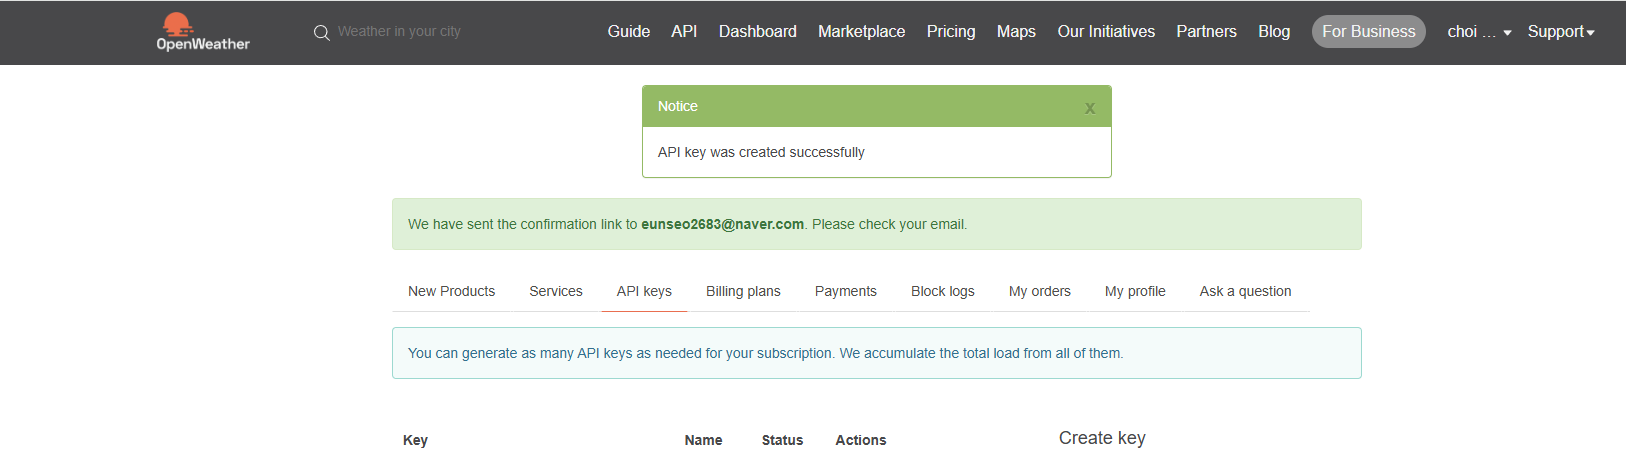 OpenWeather
Weather in your city
Guide API Dashboard Marketplace Pricing Maps Our Initiatives Partners Blog For Business choi ... Support
Notice x
API key was created successfully
We have sent the confirmation link to eunseo2683@naver.com. Please check your email.
New Products Services API keys Billing plans Payments Block logs My orders My profile Ask a question
You can generate as many API keys as needed for your subscription. We accumulate the total load from all of them.
Key Name Status Actions Create key